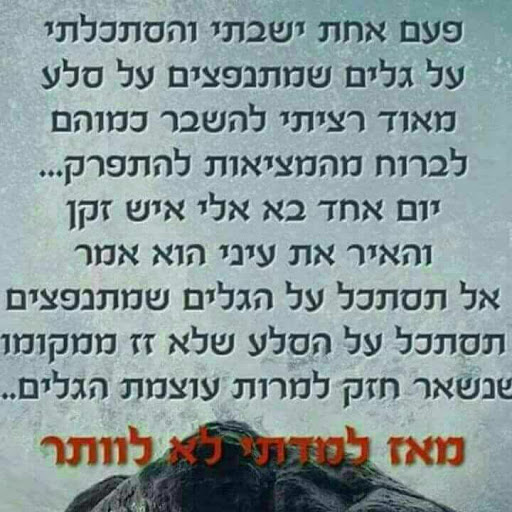 פעם אחת ישבתי והסתכלתי
על גלים שמתנפצים על סלע
מאוד רציתי להשבר כמוהם
לברוח מהמציאות להתפרק...
יום אחד בא אלי איש זקן
והאיר את עיני הוא אמר
אל תסתכל על הגלים שמתנפצים
תסתכל על הסלע שלא זז ממקומו
שנשאר חזק למרות עוצמת הגלים..
מאז למדתי לא לוותר